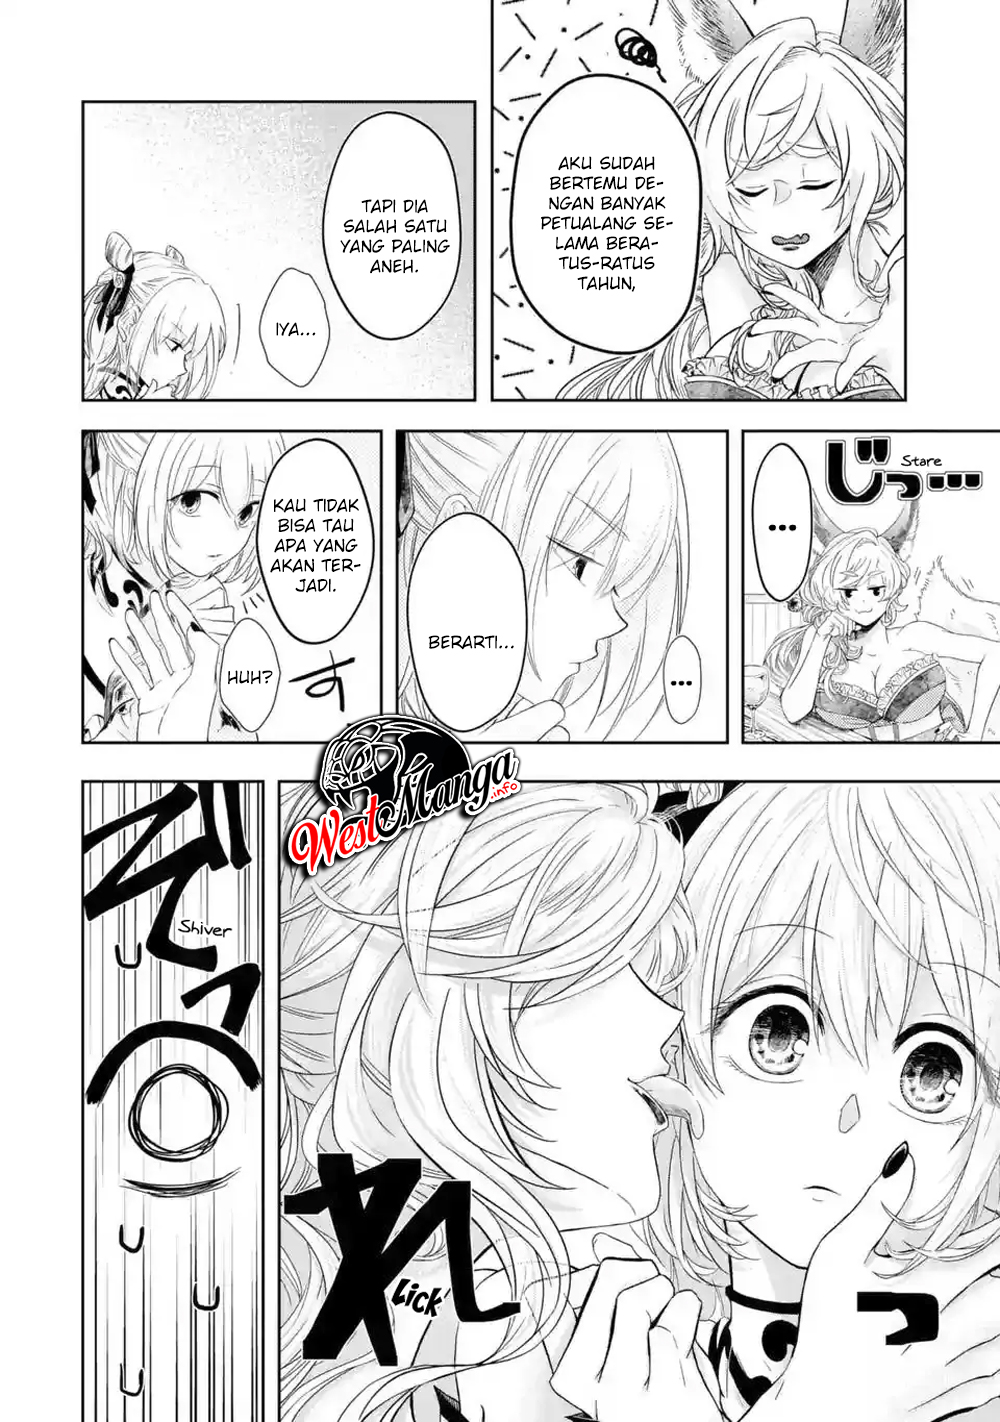 AKU SUDAH
BERTEMU DE-
NGAN BANYAK
PETUALANG SE-
LAMA BERA-
TUS-RATUS
TAHUN,
TAPI DIA
SALAH SATU
YANG PALING
ANEH.
IYA...
じっ…
Stare
...
...
BERARTI...
KAU TIDAK
BISA TAU
APA YANG
AKAN TER-
JADI.
HUH?
す
WestManga
.info
ぞぞっ
Shiver
れっ
LICK